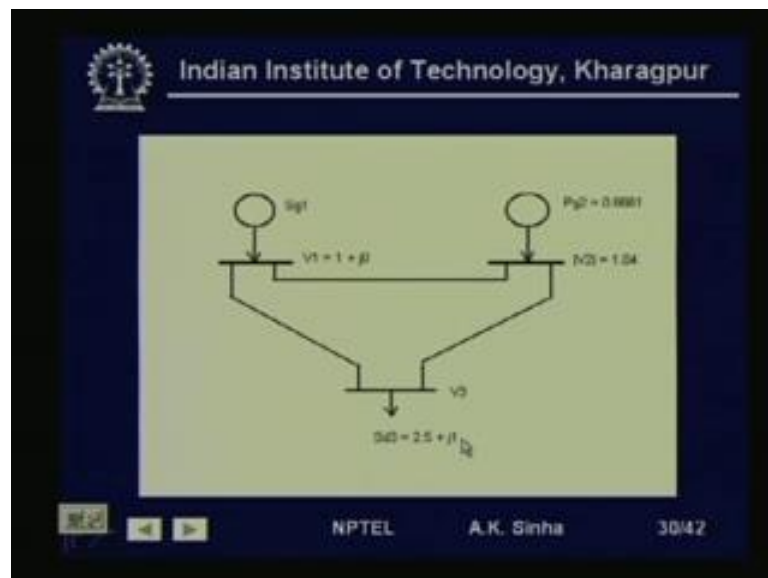 Indian Institute of Technology, Kharagpur
Sg1
Pg2 = 0.6661
V1 = 1 + j0
|V2| = 1.04
V3
Sd3 = 2.5 + j1
NPTEL A.K. Sinha 30/42